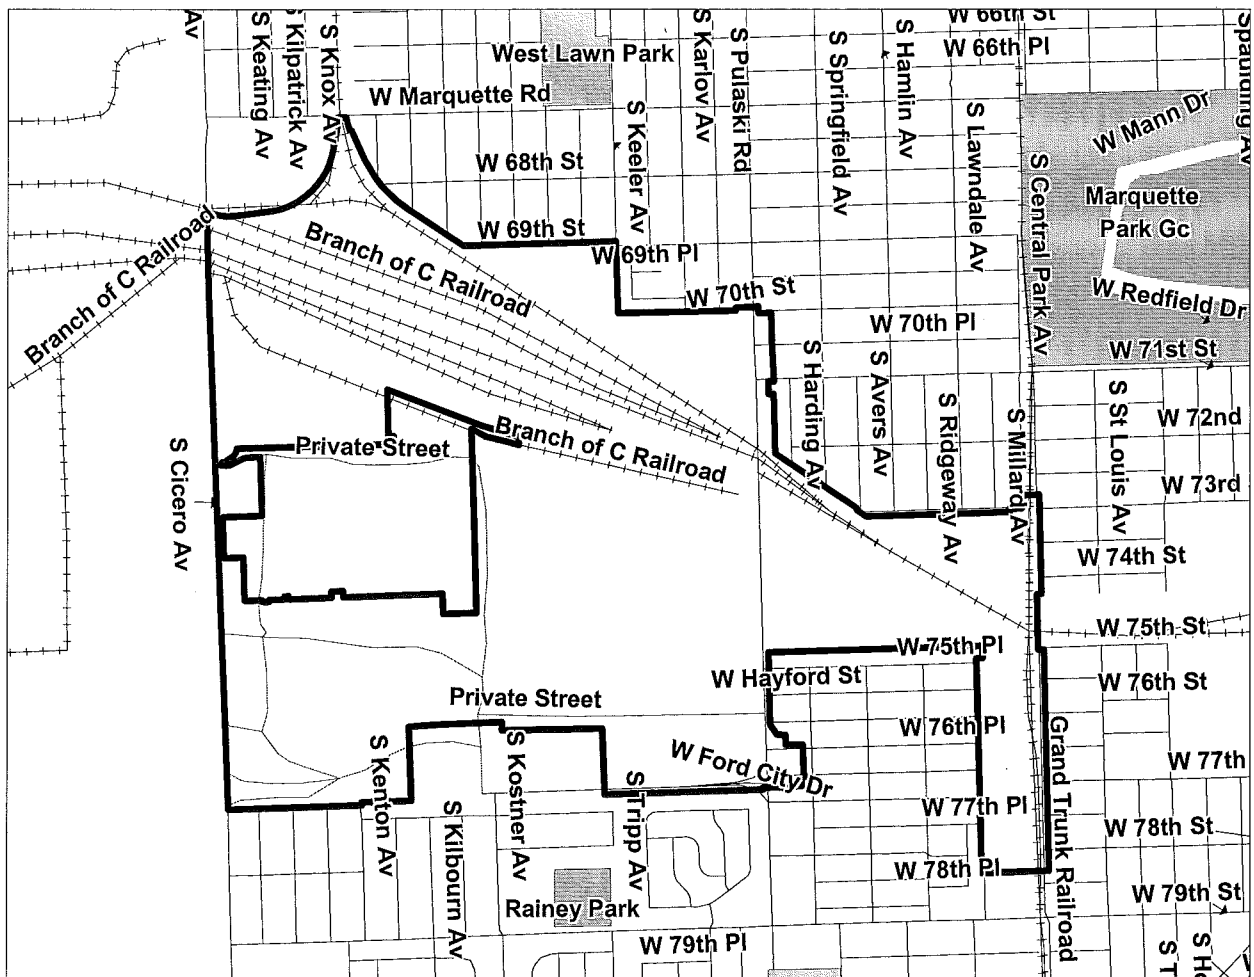 W 66th St
W 66th Pl
Av
S Keating Av
S Kilpatrick Av
S Knox Av
West Lawn Park
W Marquette Rd
S Keeler Av
S Karlov Av
S Pulaski Rd
S Springfield Av
S Hamlin Av
S Lawndale Av
S Central Park Av
Spaulding Av
W Mann Dr
Marquette
Park Gc
W Redfield Dr
W 68th St
W 69th St
W 69th Pl
W 70th St
W 70th Pl
W 71st St
Branch of C Railroad
Branch of C Railroad
Branch of C Railroad
S Harding Av
S Avers Av
S Ridgeway Av
S Millard Av
S St Louis Av
W 72nd
W 73rd
W 74th St
W 75th St
S Cicero Av
Private Street
W 75th Pl
W Hayford St
W 76th St
W 76th Pl
Private Street
W Ford City Dr
W 77th
W 77th Pl
W 78th St
W 78th Pl
W 79th St
Grand Trunk Railroad
S Kenton Av
S Kilbourn Av
S Kostner Av
S Tripp Av
Rainey Park
W 79th Pl
S T
S Ho